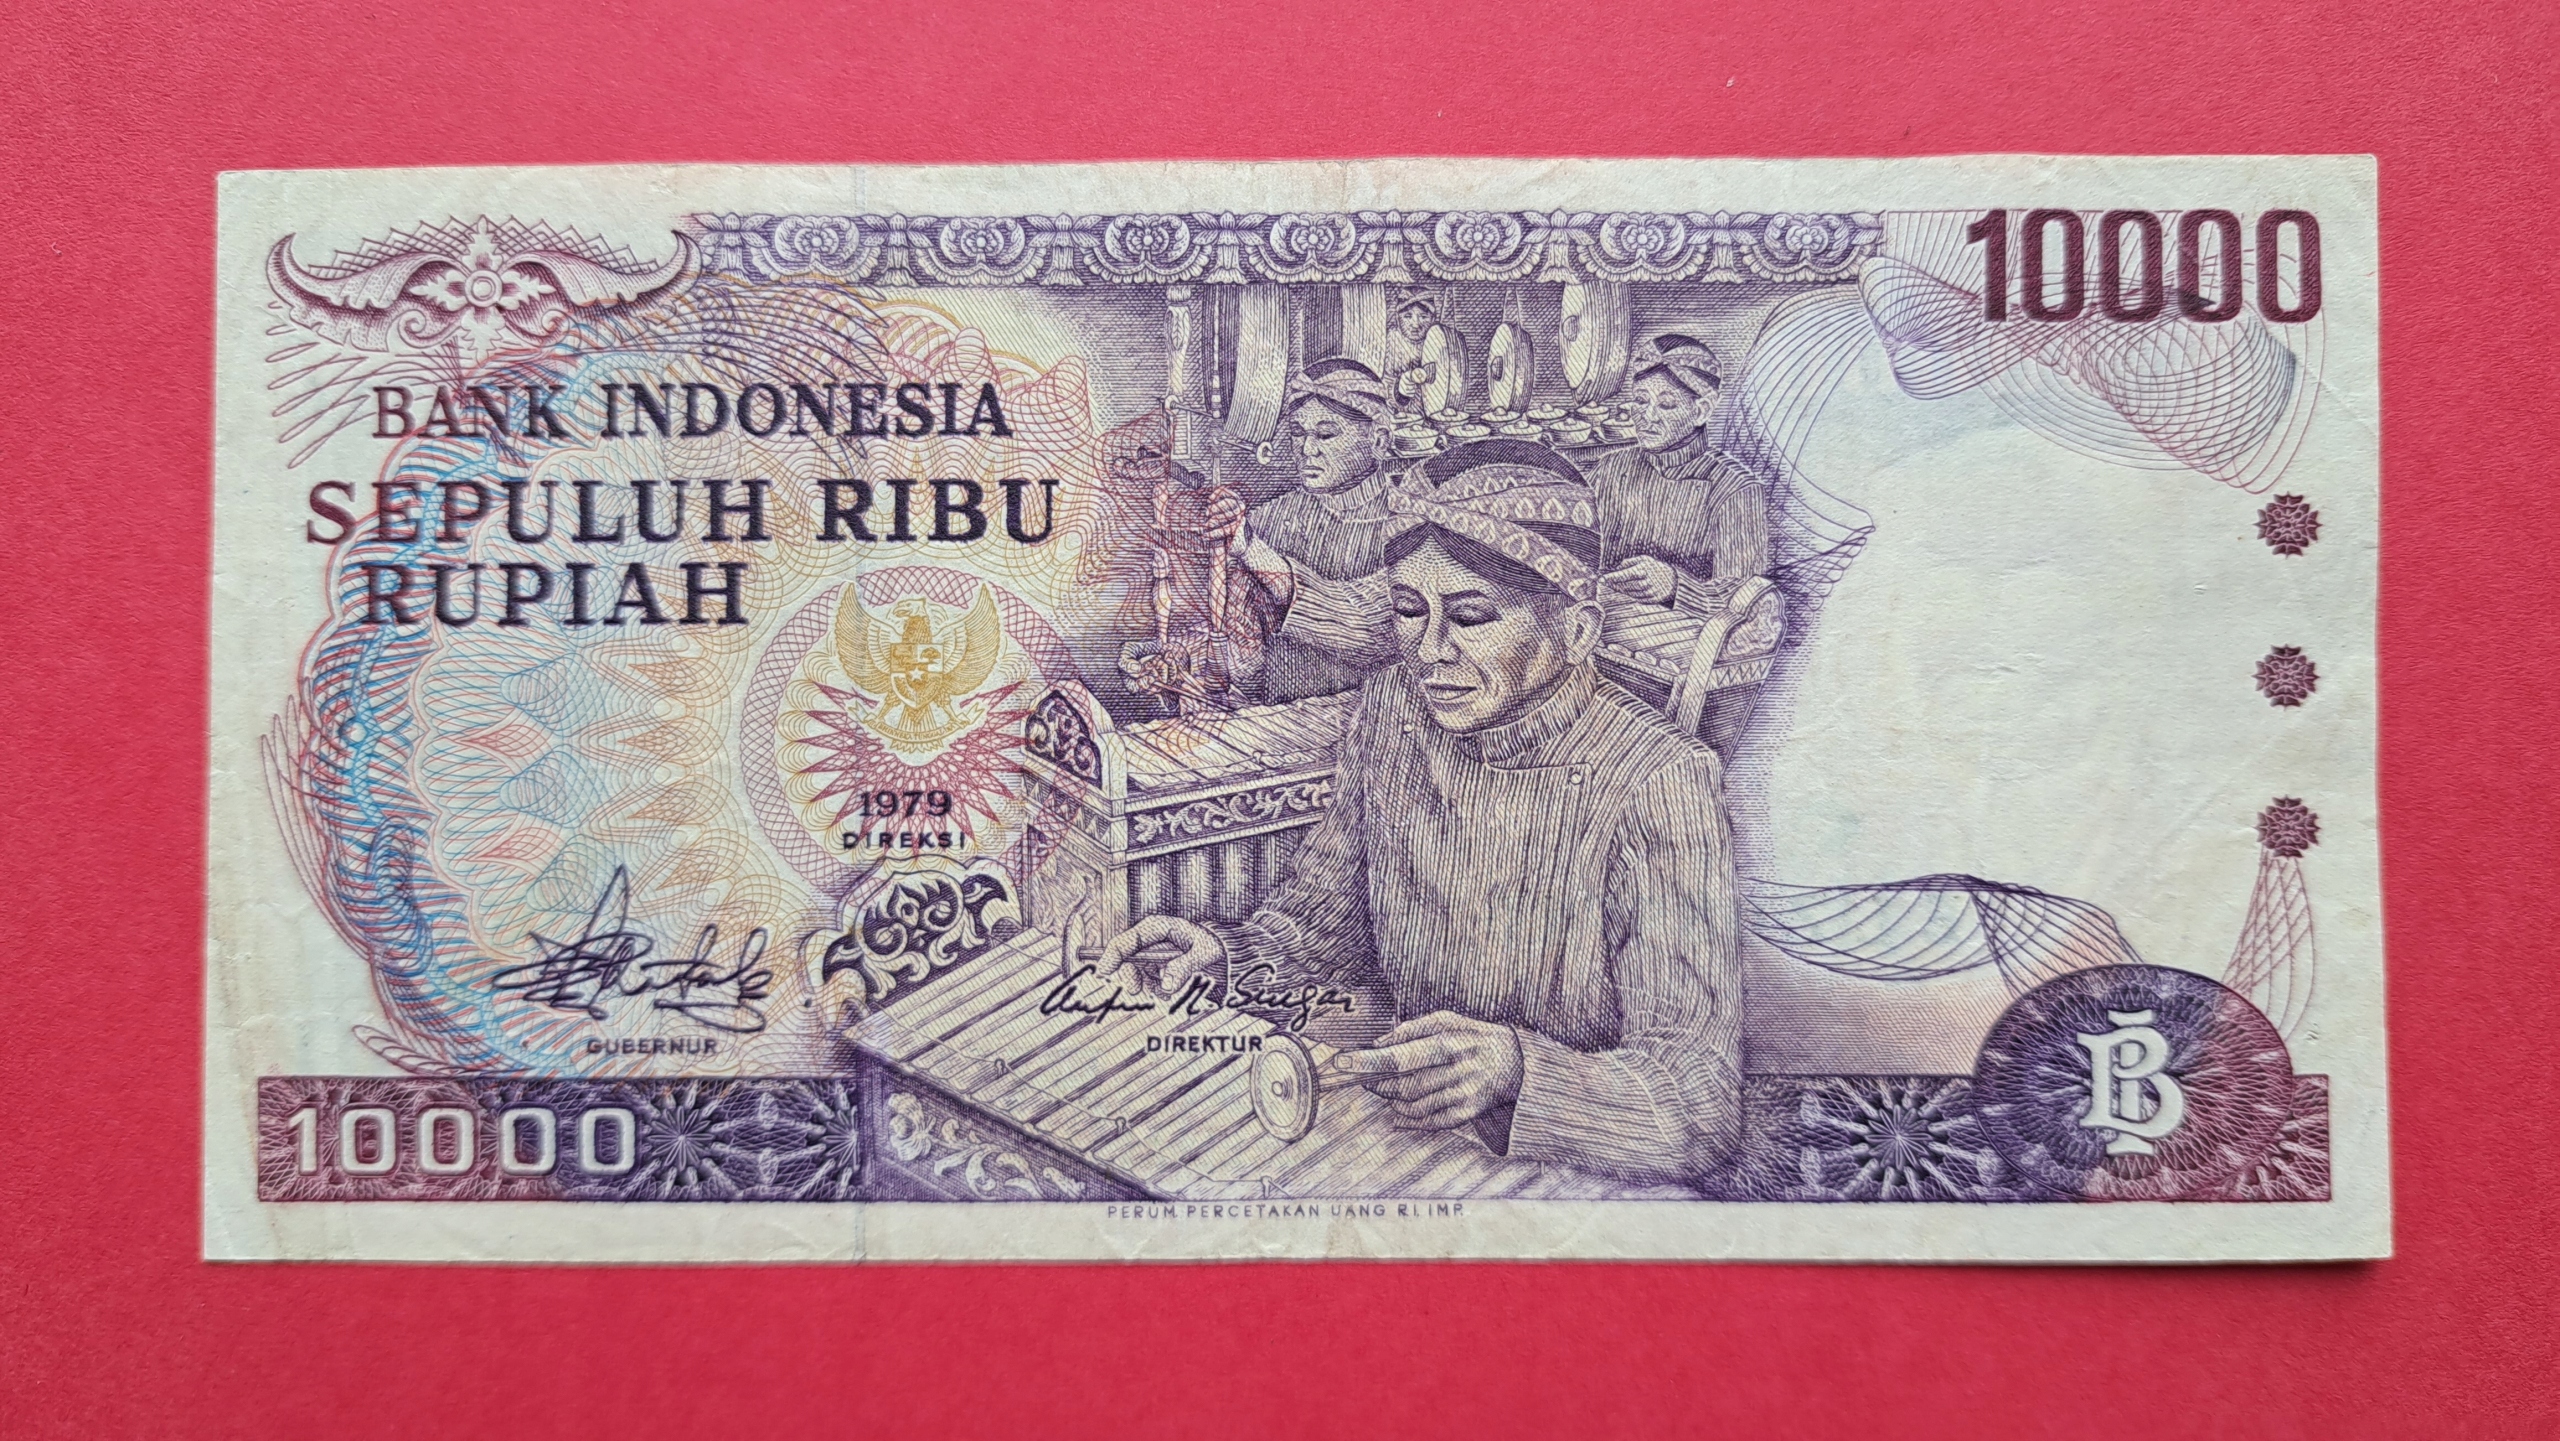 10000
BANK INDONESIA
SEPULUH RIBU
RUPIAH
1979
DIREKSI
GUBERNUR
DIREKTUR
10000
PERUM PERCETAKAN UANG R.I. IMP.